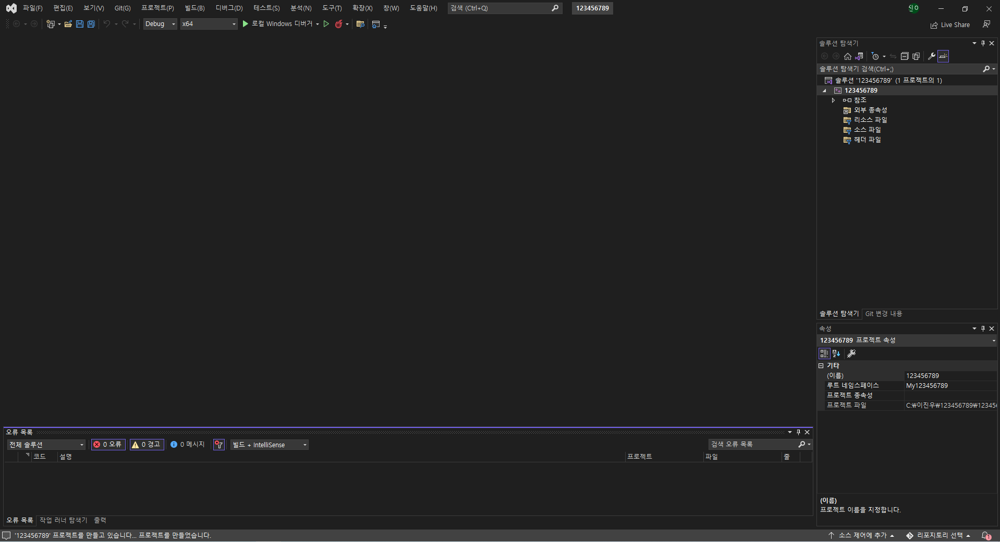 파일(F) 편집(E) 보기(V) Git(G) 프로젝트(P) 빌드(B) 디버그(D) 테스트(S) 분석(N) 도구(T) 확장(X) 창(W) 도움말(H) 검색 (Ctrl+Q) 123456789
Debug x64 로컬 Windows 디버거 Live Share
솔루션 탐색기
솔루션 탐색기 검색(Ctrl+;)
솔루션 '123456789' (1 프로젝트의 1)
123456789
참조
외부 종속성
리소스 파일
소스 파일
헤더 파일
솔루션 탐색기 Git 변경 내용
속성
123456789 프로젝트 속성
기타
(이름) 123456789
루트 네임스페이스 My123456789
프로젝트 종속성
프로젝트 파일 C:₩이진우₩123456789₩12345
(이름)
프로젝트 이름을 지정합니다.
오류 목록
전체 솔루션 0 오류 0 경고 0 메시지 빌드 + IntelliSense 검색 오류 목록
코드 설명 프로젝트 파일 줄
오류 목록 작업 러너 탐색기 출력
'123456789' 프로젝트를 만들고 있습니다... 프로젝트를 만들었습니다. 소스 제어에 추가 리포지토리 선택 1